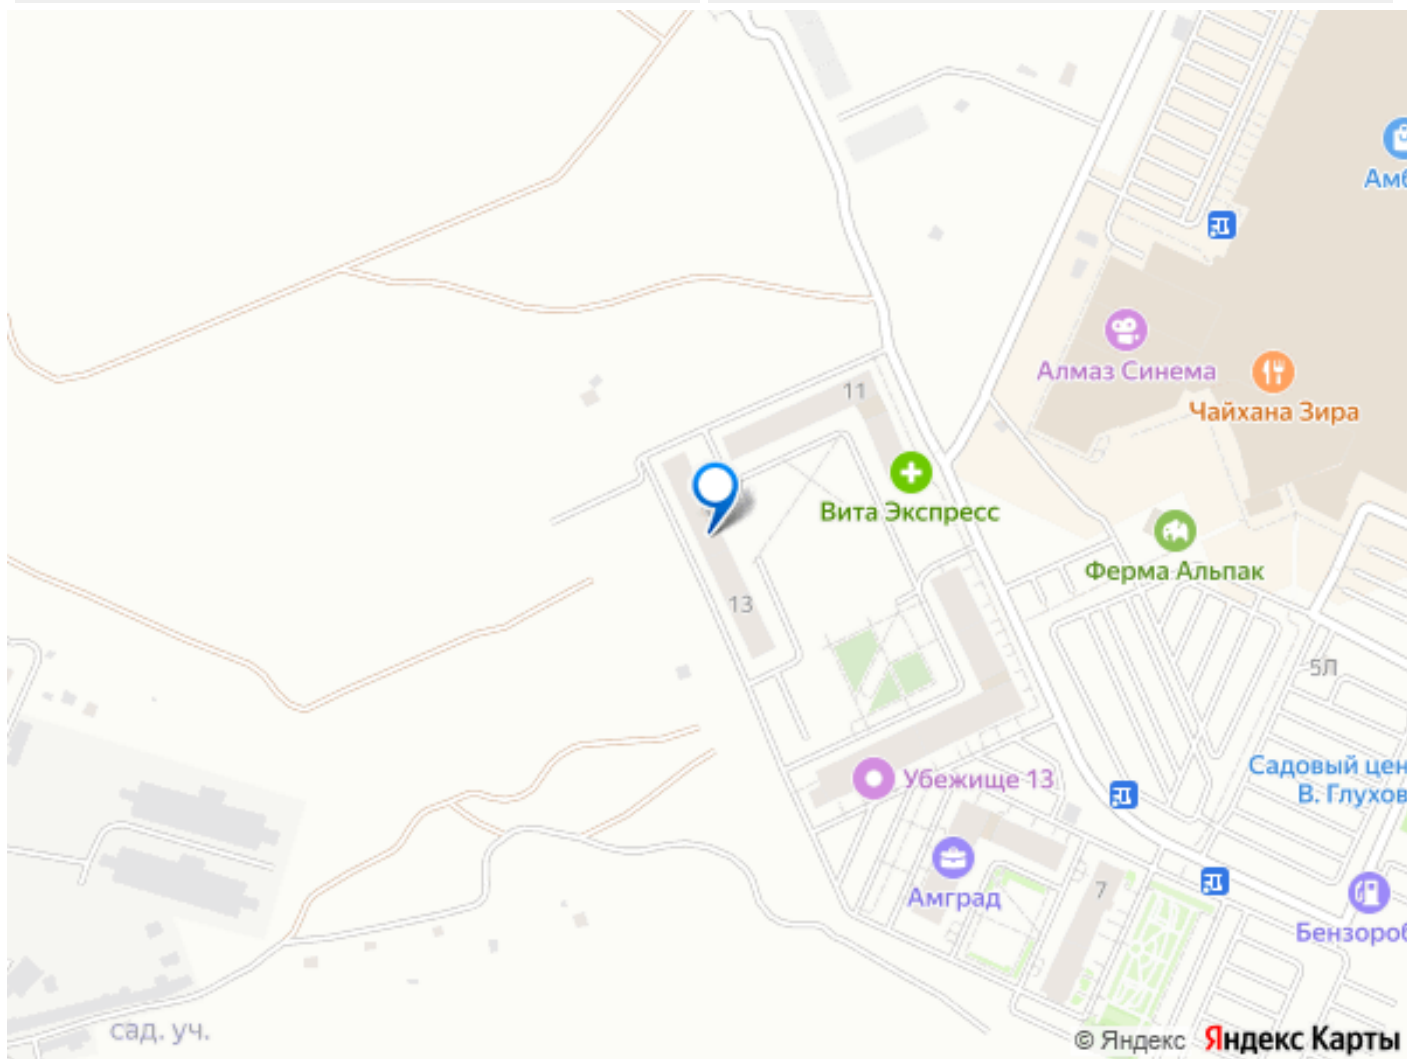 Амб
Алмаз Синема
Чайхана Зира
11
Вита Экспресс
Ферма Альпак
13
5Л
Садовый цен
В. Глухов
Убежище 13
Амград
7
Бензороб
сад. уч.
© Яндекс Яндекс Карты